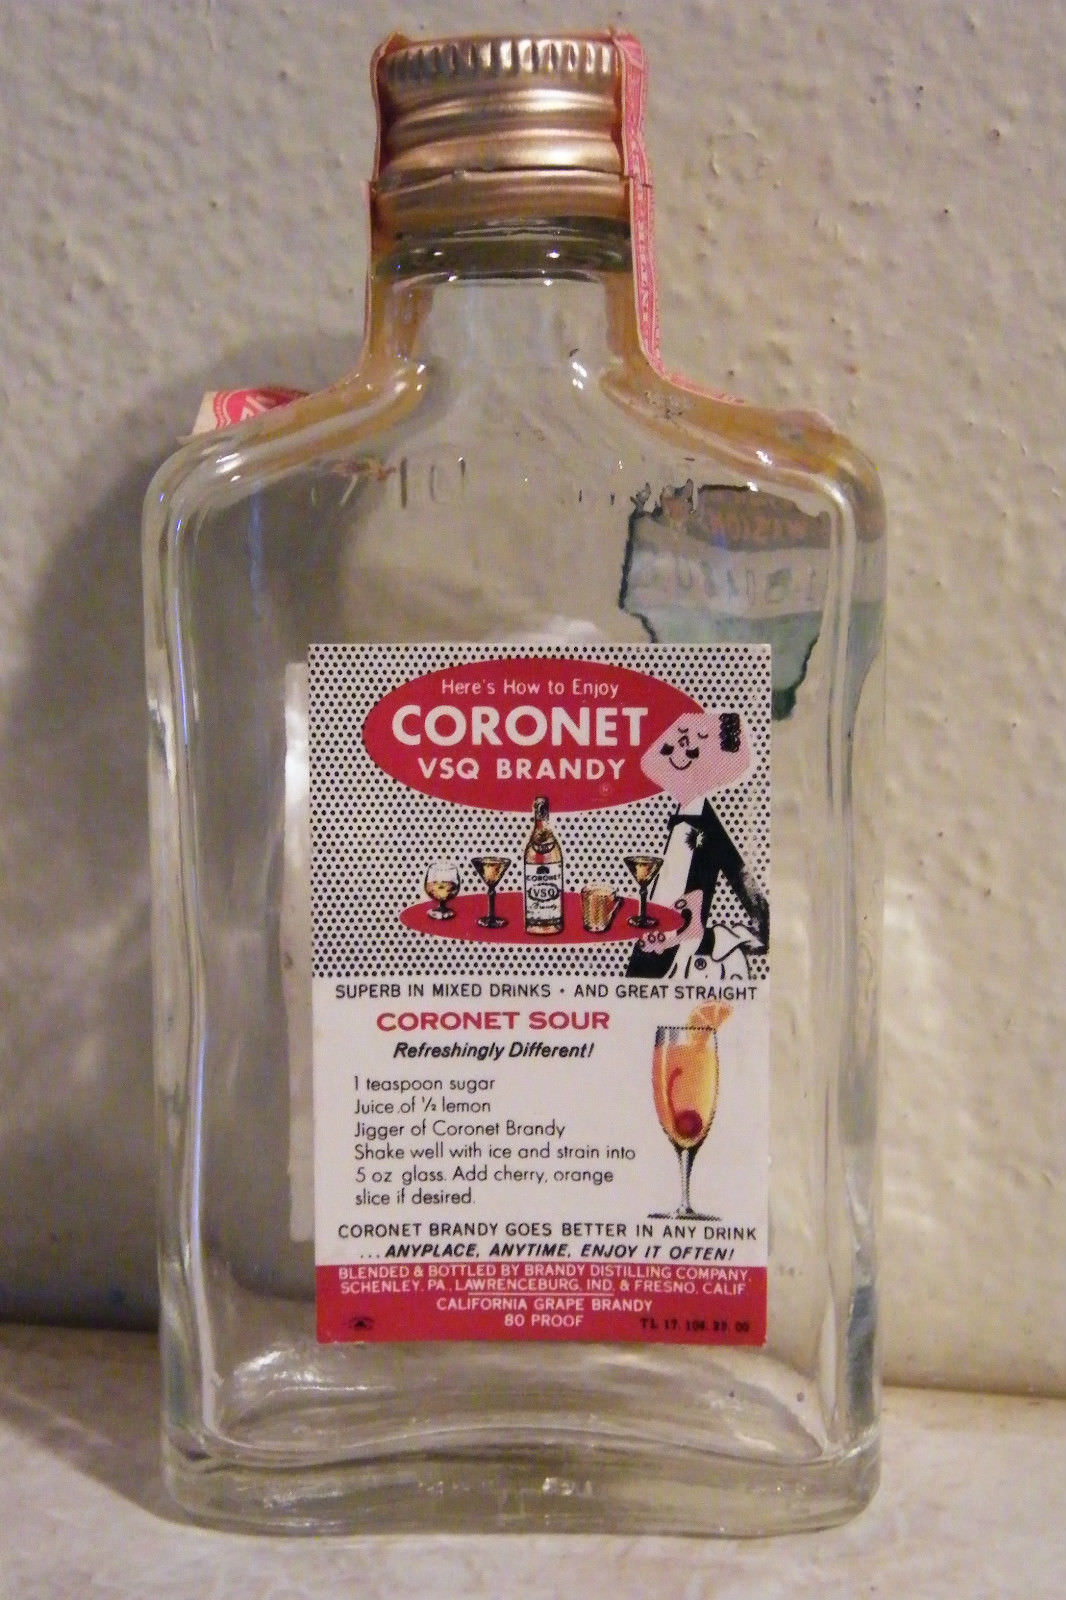 Here's How to Enjoy
CORONET
VSQ BRANDY
®
CORONET
VSQ
Brandy
®
SUPERB IN MIXED DRINKS • AND GREAT STRAIGHT
CORONET SOUR
Refreshingly Different!
1 teaspoon sugar
Juice of ½ lemon
Jigger of Coronet Brandy
Shake well with ice and strain into
5 oz glass. Add cherry, orange
slice if desired.
CORONET BRANDY GOES BETTER IN ANY DRINK
...ANYPLACE, ANYTIME, ENJOY IT OFTEN!
BLENDED & BOTTLED BY BRANDY DISTILLING COMPANY,
SCHENLEY, PA., LAWRENCEBURG, IND. & FRESNO, CALIF
CALIFORNIA GRAPE BRANDY
80 PROOF